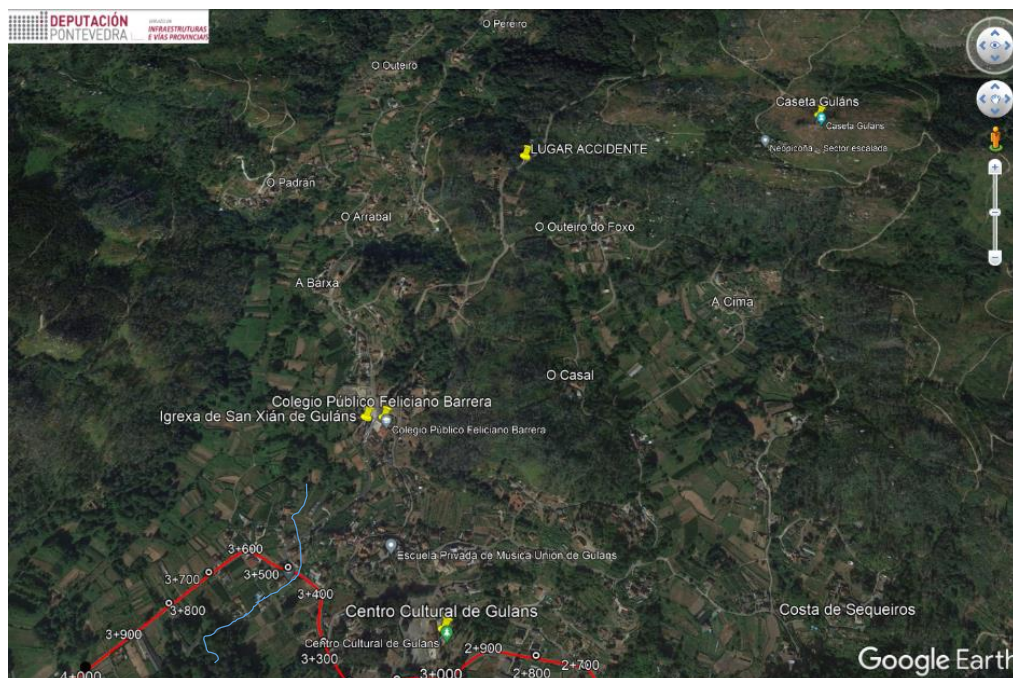 DEPUTACIÓN
PONTEVEDRA
INFRAESTRUTURAS
E VÍAS PROVINCIAIS
O Pereiro
O Outeiro
Caseta Guláns
Caseta Gulans
LUGAR ACCIDENTE
Neopicoña _ Sector escalada
O Padrán
O Arrabal
O Outeiro do Foxo
A Barxa
A Cima
O Casal
Colegio Público Feliciano Barrera
Igrexa de San Xián de Guláns
Colegio Público Feliciano Barrera
3+600
Escuela Privada de Musica Unión de Gulans
3+700
3+500
3+800
3+400
Centro Cultural de Gulans
Costa de Sequeiros
3+900
Centro Cultural de Gulans
3+300
2+900
4+000
3+000
2+800
2+700
Google Earth